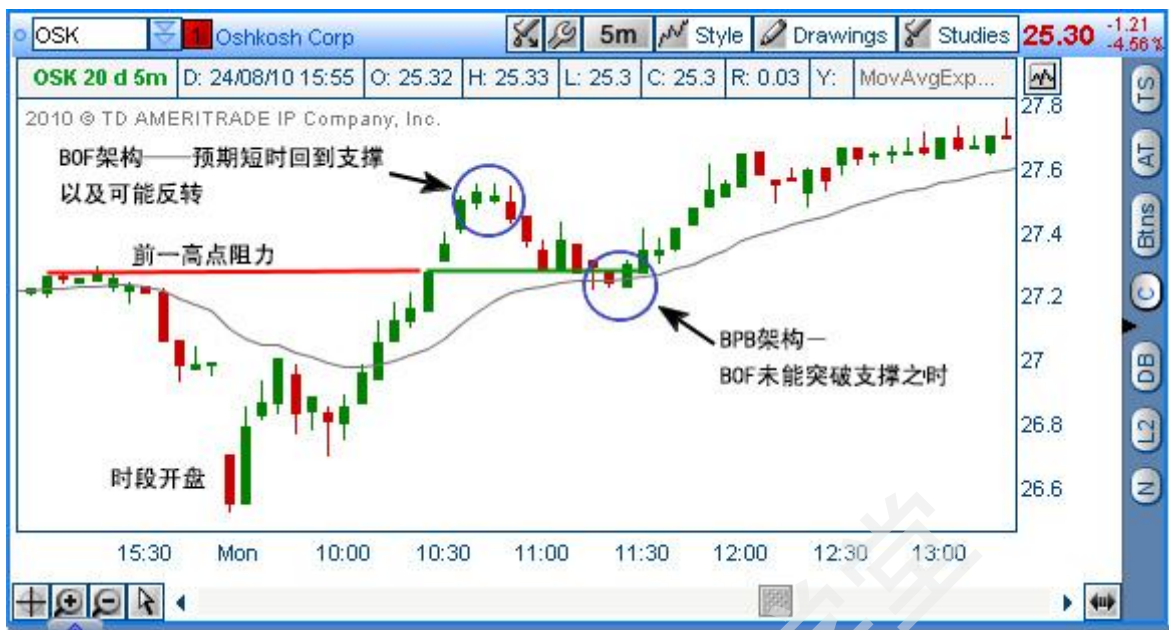 OSK 1 Oshkosh Corp 5m Style Drawings Studies 25.30 -1.21 -4.56%
OSK 20 d 5m D: 24/08/10 15:55 O: 25.32 H: 25.33 L: 25.3 C: 25.3 R: 0.03 Y: MovAvgExp...
2010 © TD AMERITRADE IP Company, Inc.
BOF架构——预期短时回到支撑
以及可能反转
前一高点阻力
BPB架构—
BOF未能突破支撑之时
时段开盘
27.8
27.6
27.4
27.2
27
26.8
26.6
15:30 Mon 10:00 10:30 11:00 11:30 12:00 12:30 13:00
TS
AT
Btns
C
DB
L2
N
学堂